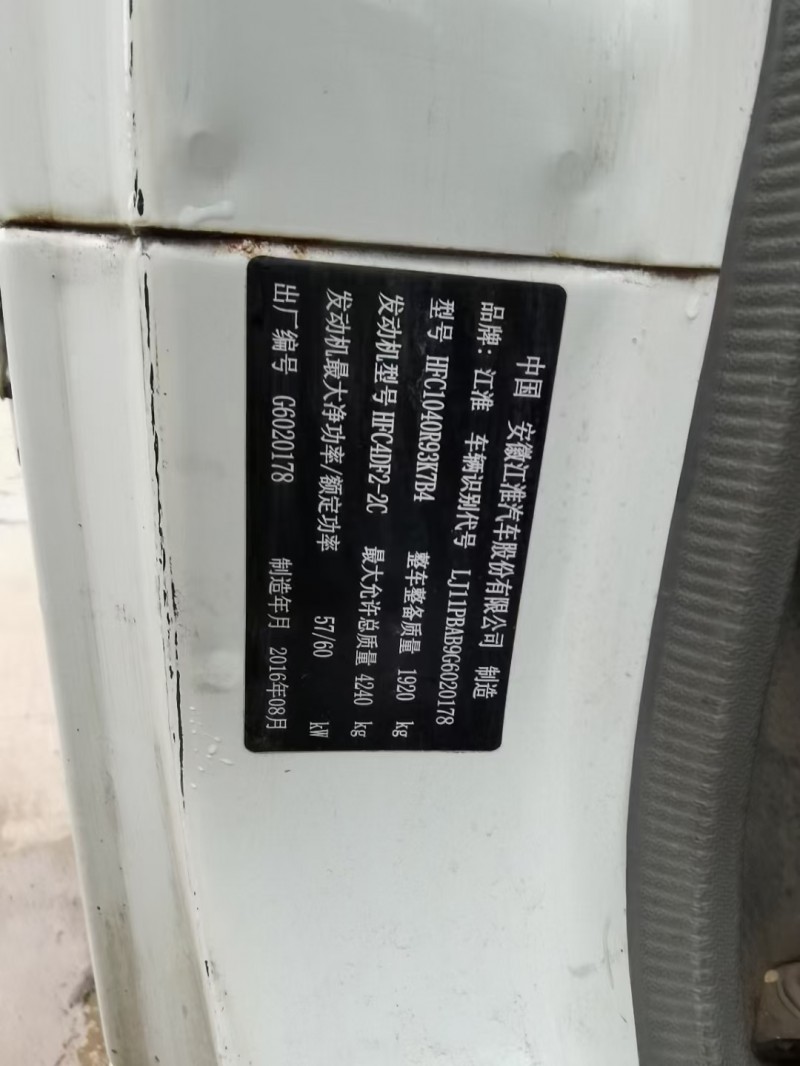 中国 安徽江淮汽车股份有限公司 制造
品牌：江淮 车辆识别代号 LJ11PBAB9G6020178
型号 HFC1040R93K7B4 整车整备质量 1920 kg
发动机型号 HFC4DF2-2C 最大允许总质量 4240 kg
发动机最大净功率/额定功率 57/60 kW
出厂编号 G6020178 制造年月 2016年08月